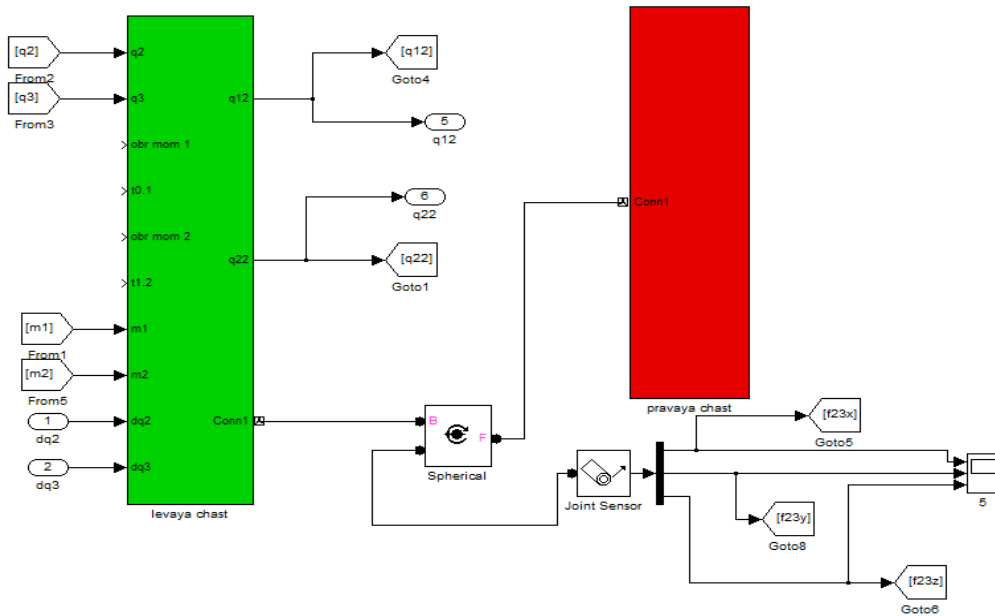 [q2]
From2
[q3]
From3
q2
q3
obr mom 1
t0.1
obr mom 2
t1.2
[m1]
From1
m1
[m2]
From5
m2
1
dq2
dq2
2
dq3
dq3
q12
q22
Conn1
levaya chast
[q12]
Goto4
5
q12
6
q22
[q22]
Goto1
B
F
Spherical
Conn1
pravaya chast
Joint Sensor
[f23x]
Goto5
[f23y]
Goto8
[f23z]
Goto6
5